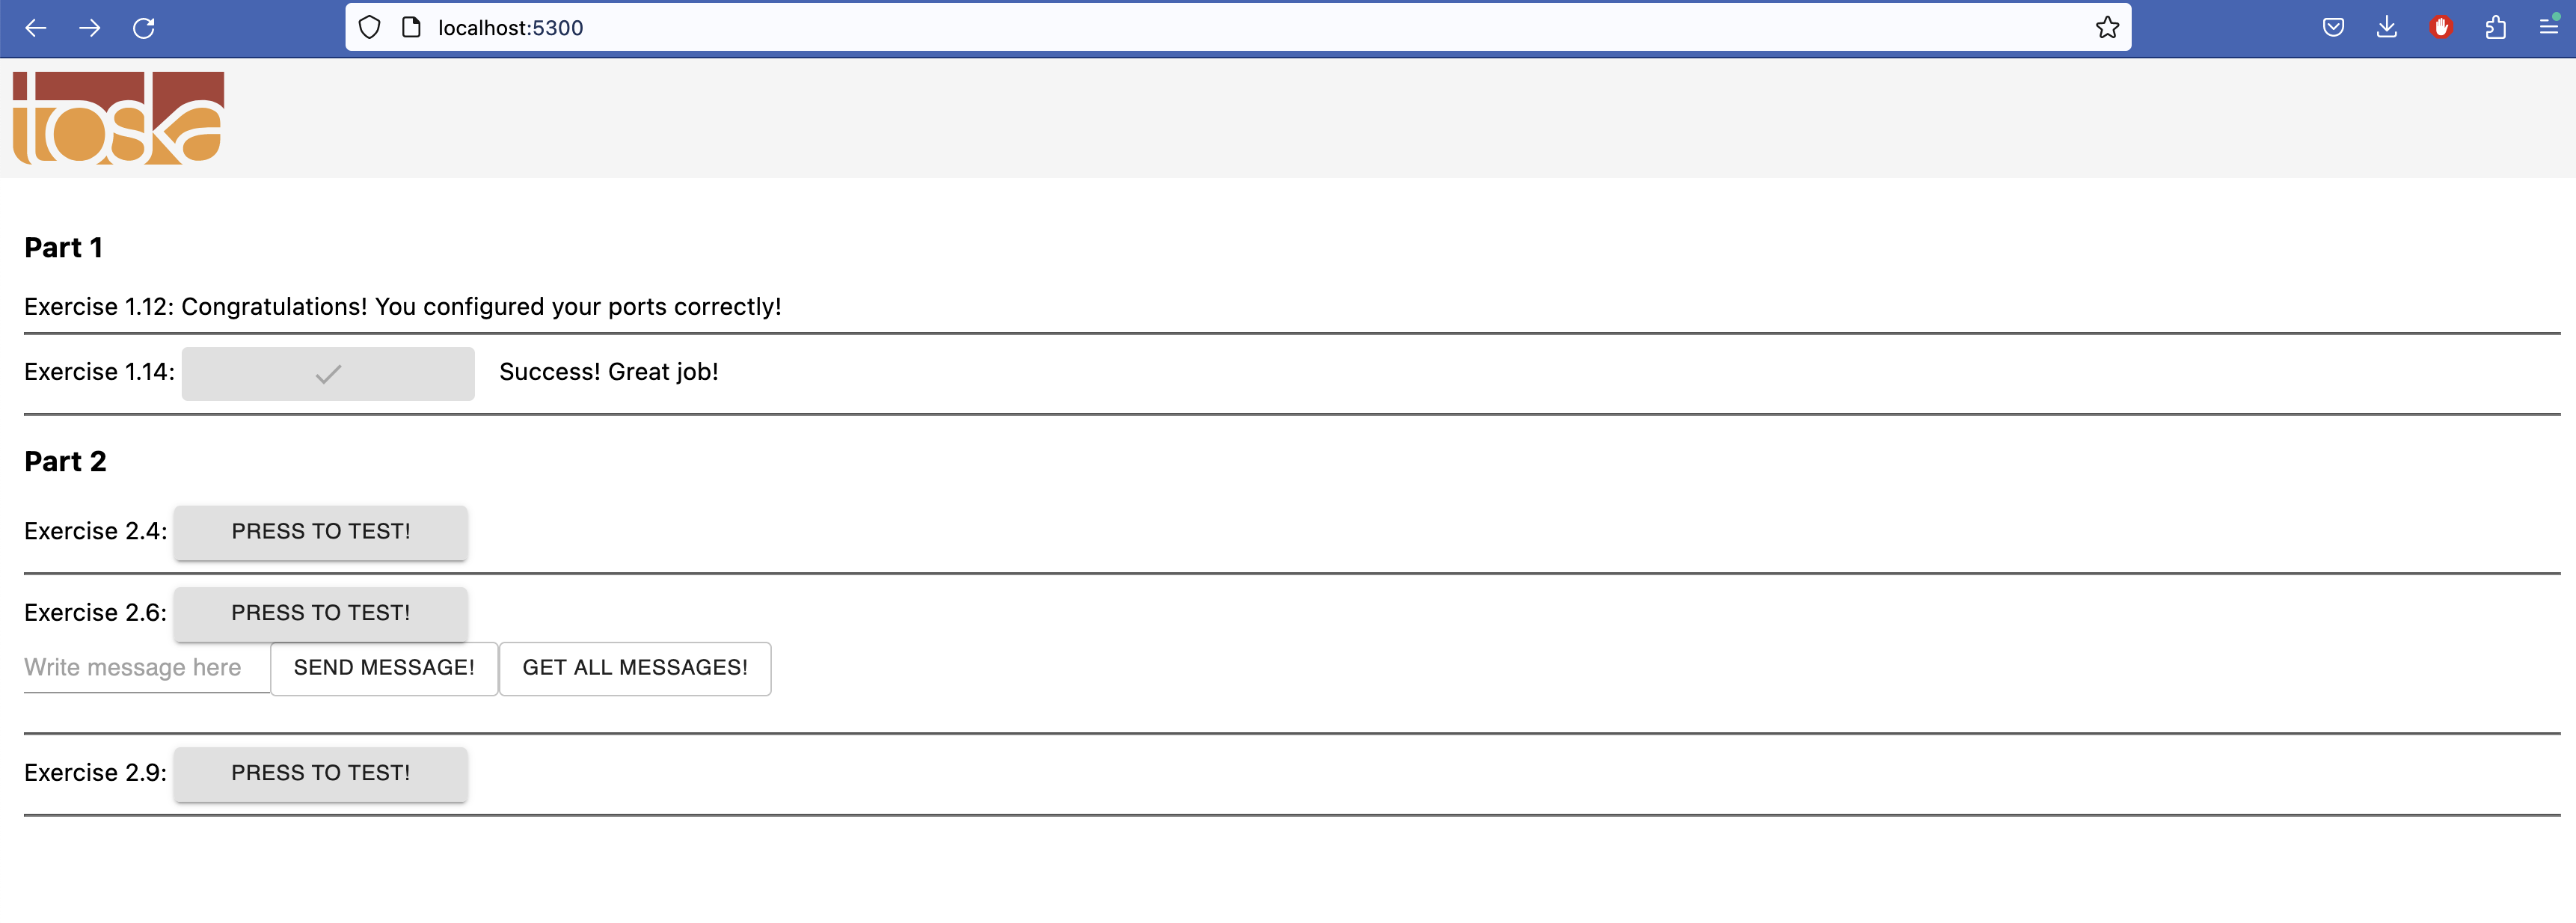 localhost:5300
toska
Part 1
Exercise 1.12: Congratulations! You configured your ports correctly!
Exercise 1.14: Success! Great job!
Part 2
Exercise 2.4: PRESS TO TEST!
Exercise 2.6: PRESS TO TEST!
Write message here SEND MESSAGE! GET ALL MESSAGES!
Exercise 2.9: PRESS TO TEST!